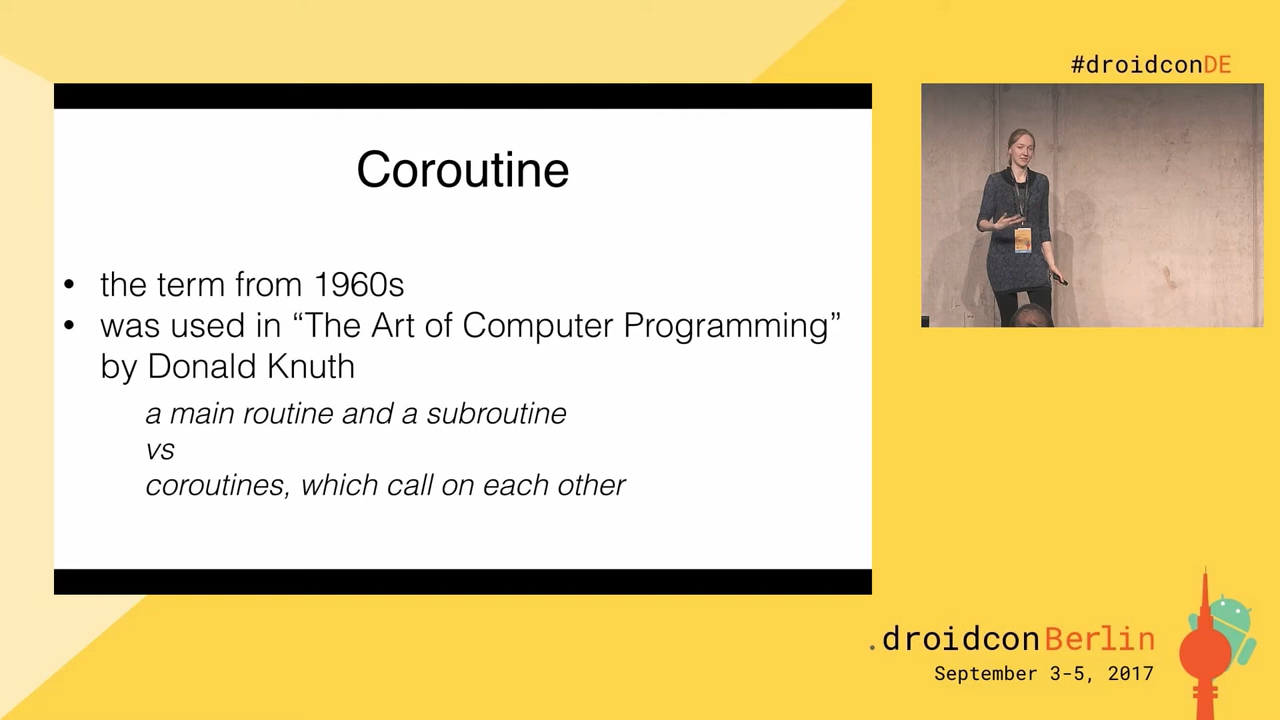 #droidconDE
Coroutine
• the term from 1960s
• was used in “The Art of Computer Programming”
by Donald Knuth
a main routine and a subroutine
vs
coroutines, which call on each other
.droidconBerlin
September 3-5, 2017